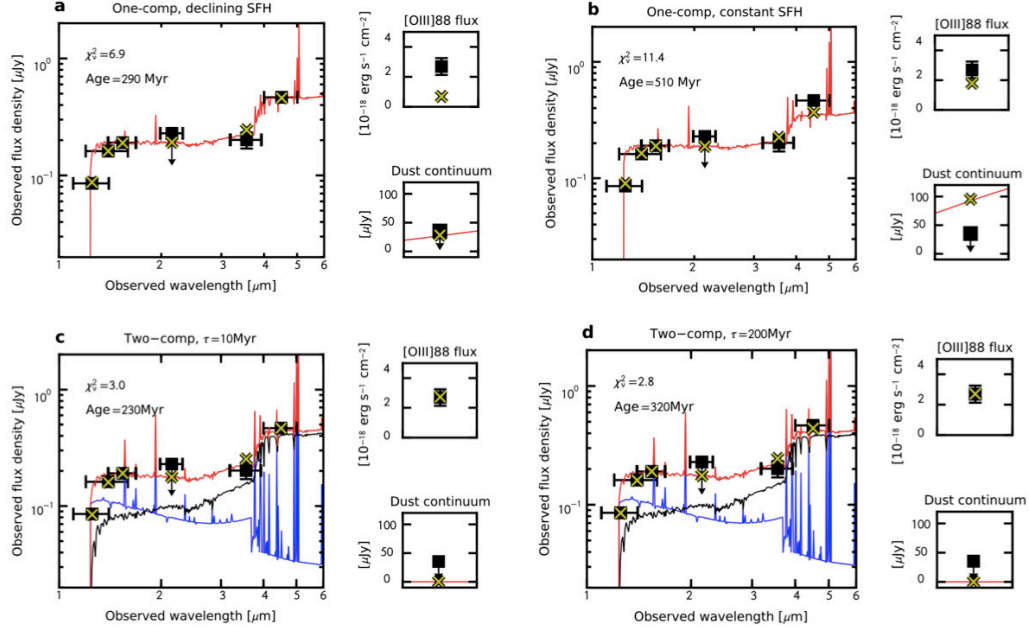 a
One-comp, declining SFH
χ²ᵥ=6.9
Age=290 Myr
Observed flux density [μJy]
10⁰
10⁻¹
1 2 3 4 5 6
Observed wavelength [μm]
[OIII]88 flux
[10⁻¹⁸ erg s⁻¹ cm⁻²]
4
2
0
Dust continuum
[μJy]
100
50
0
b
One-comp, constant SFH
χ²ᵥ=11.4
Age=510 Myr
Observed flux density [μJy]
10⁰
10⁻¹
1 2 3 4 5 6
Observed wavelength [μm]
[OIII]88 flux
[10⁻¹⁸ erg s⁻¹ cm⁻²]
4
2
0
Dust continuum
[μJy]
100
50
0
c
Two−comp, τ=10Myr
χ²ᵥ=3.0
Age=230Myr
Observed flux density [μJy]
10⁰
10⁻¹
1 2 3 4 5 6
Observed wavelength [μm]
[OIII]88 flux
[10⁻¹⁸ erg s⁻¹ cm⁻²]
4
2
0
Dust continuum
[μJy]
100
50
0
d
Two−comp, τ=200Myr
χ²ᵥ=2.8
Age=320Myr
Observed flux density [μJy]
10⁰
10⁻¹
1 2 3 4 5 6
Observed wavelength [μm]
[OIII]88 flux
[10⁻¹⁸ erg s⁻¹ cm⁻²]
4
2
0
Dust continuum
[μJy]
100
50
0